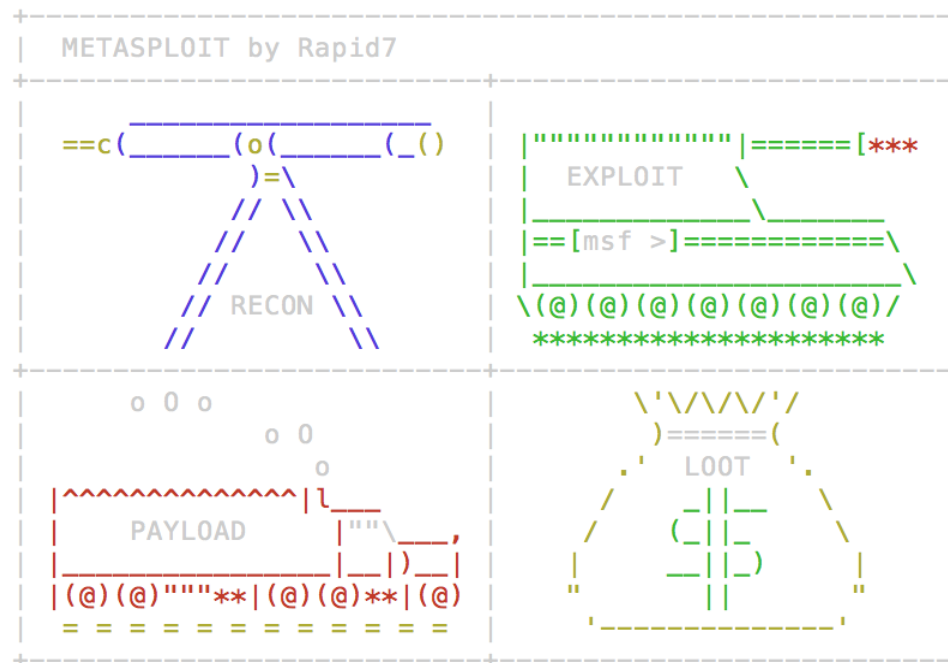 METASPLOIT by Rapid7
EXPLOIT
msf >
RECON
o O o
o O
o
LOOT
PAYLOAD